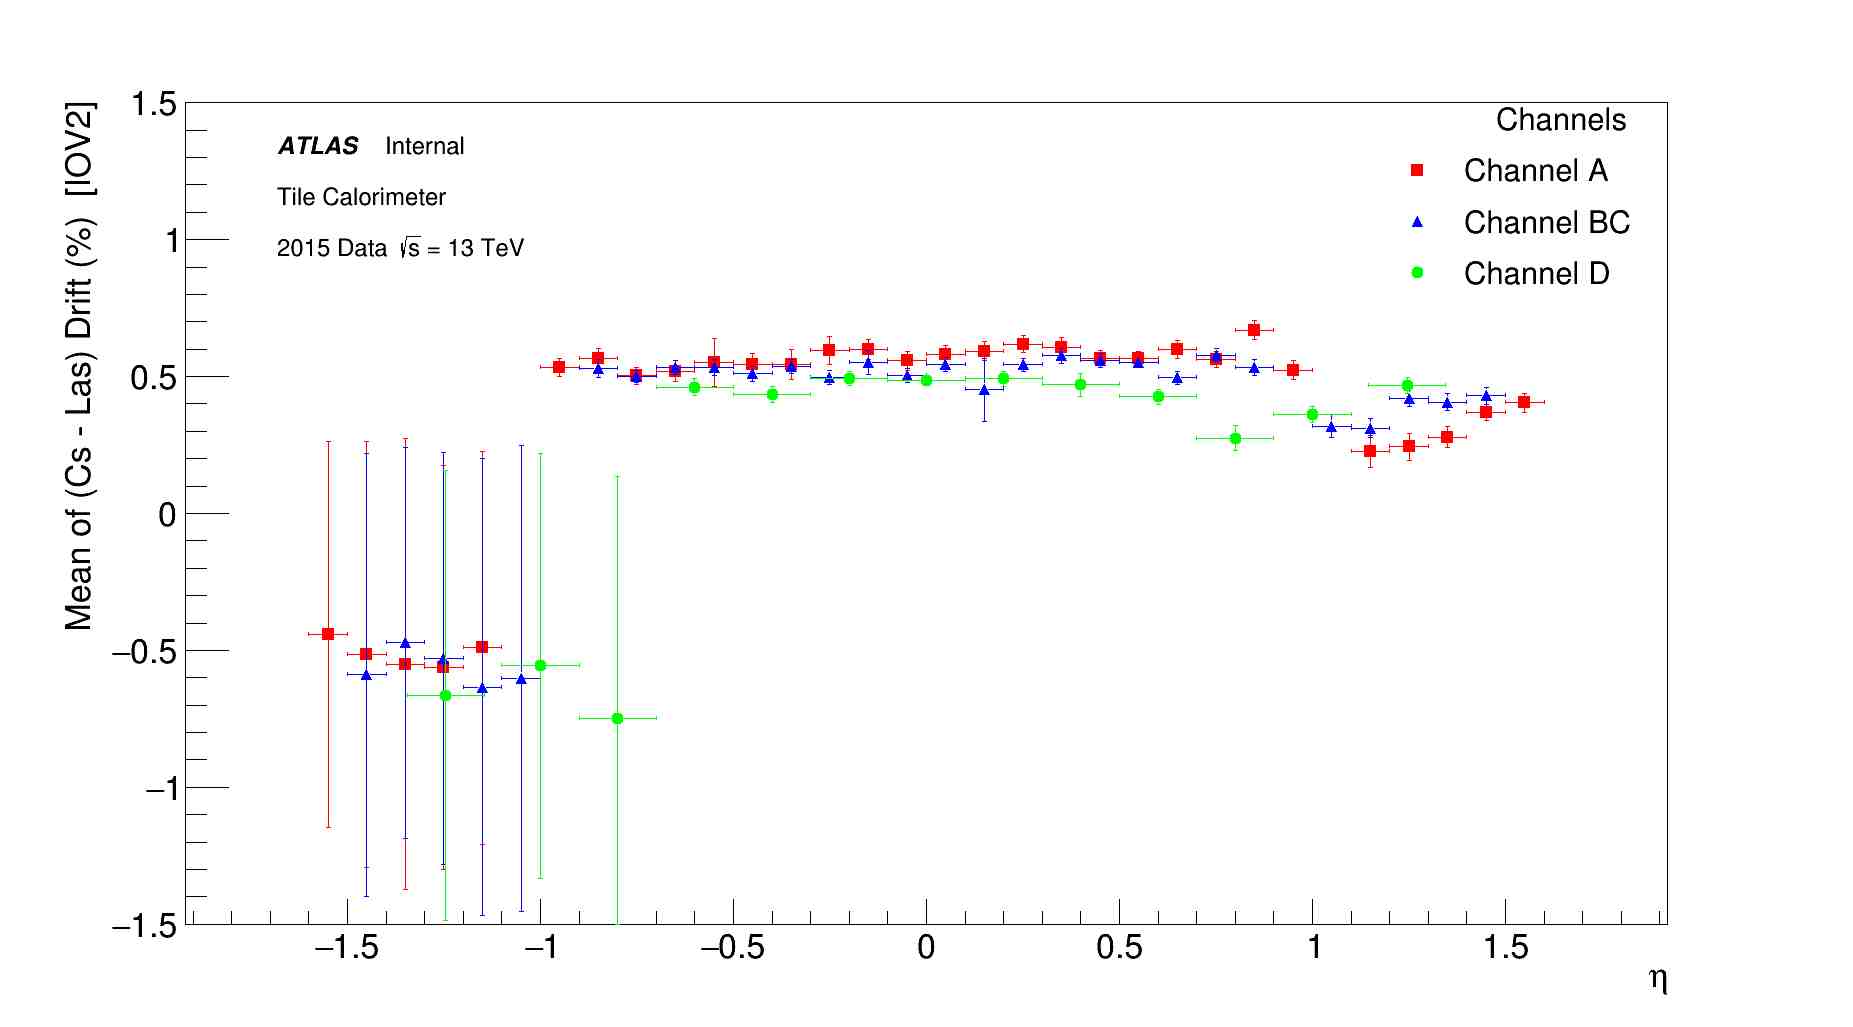 Mean of (Cs - Las) Drift (%) [IOV2]
1.5
1
0.5
0
−0.5
−1
−1.5
ATLAS Internal
Tile Calorimeter
2015 Data √s = 13 TeV
Channels
Channel A
Channel BC
Channel D
−1.5 −1 −0.5 0 0.5 1 1.5
η